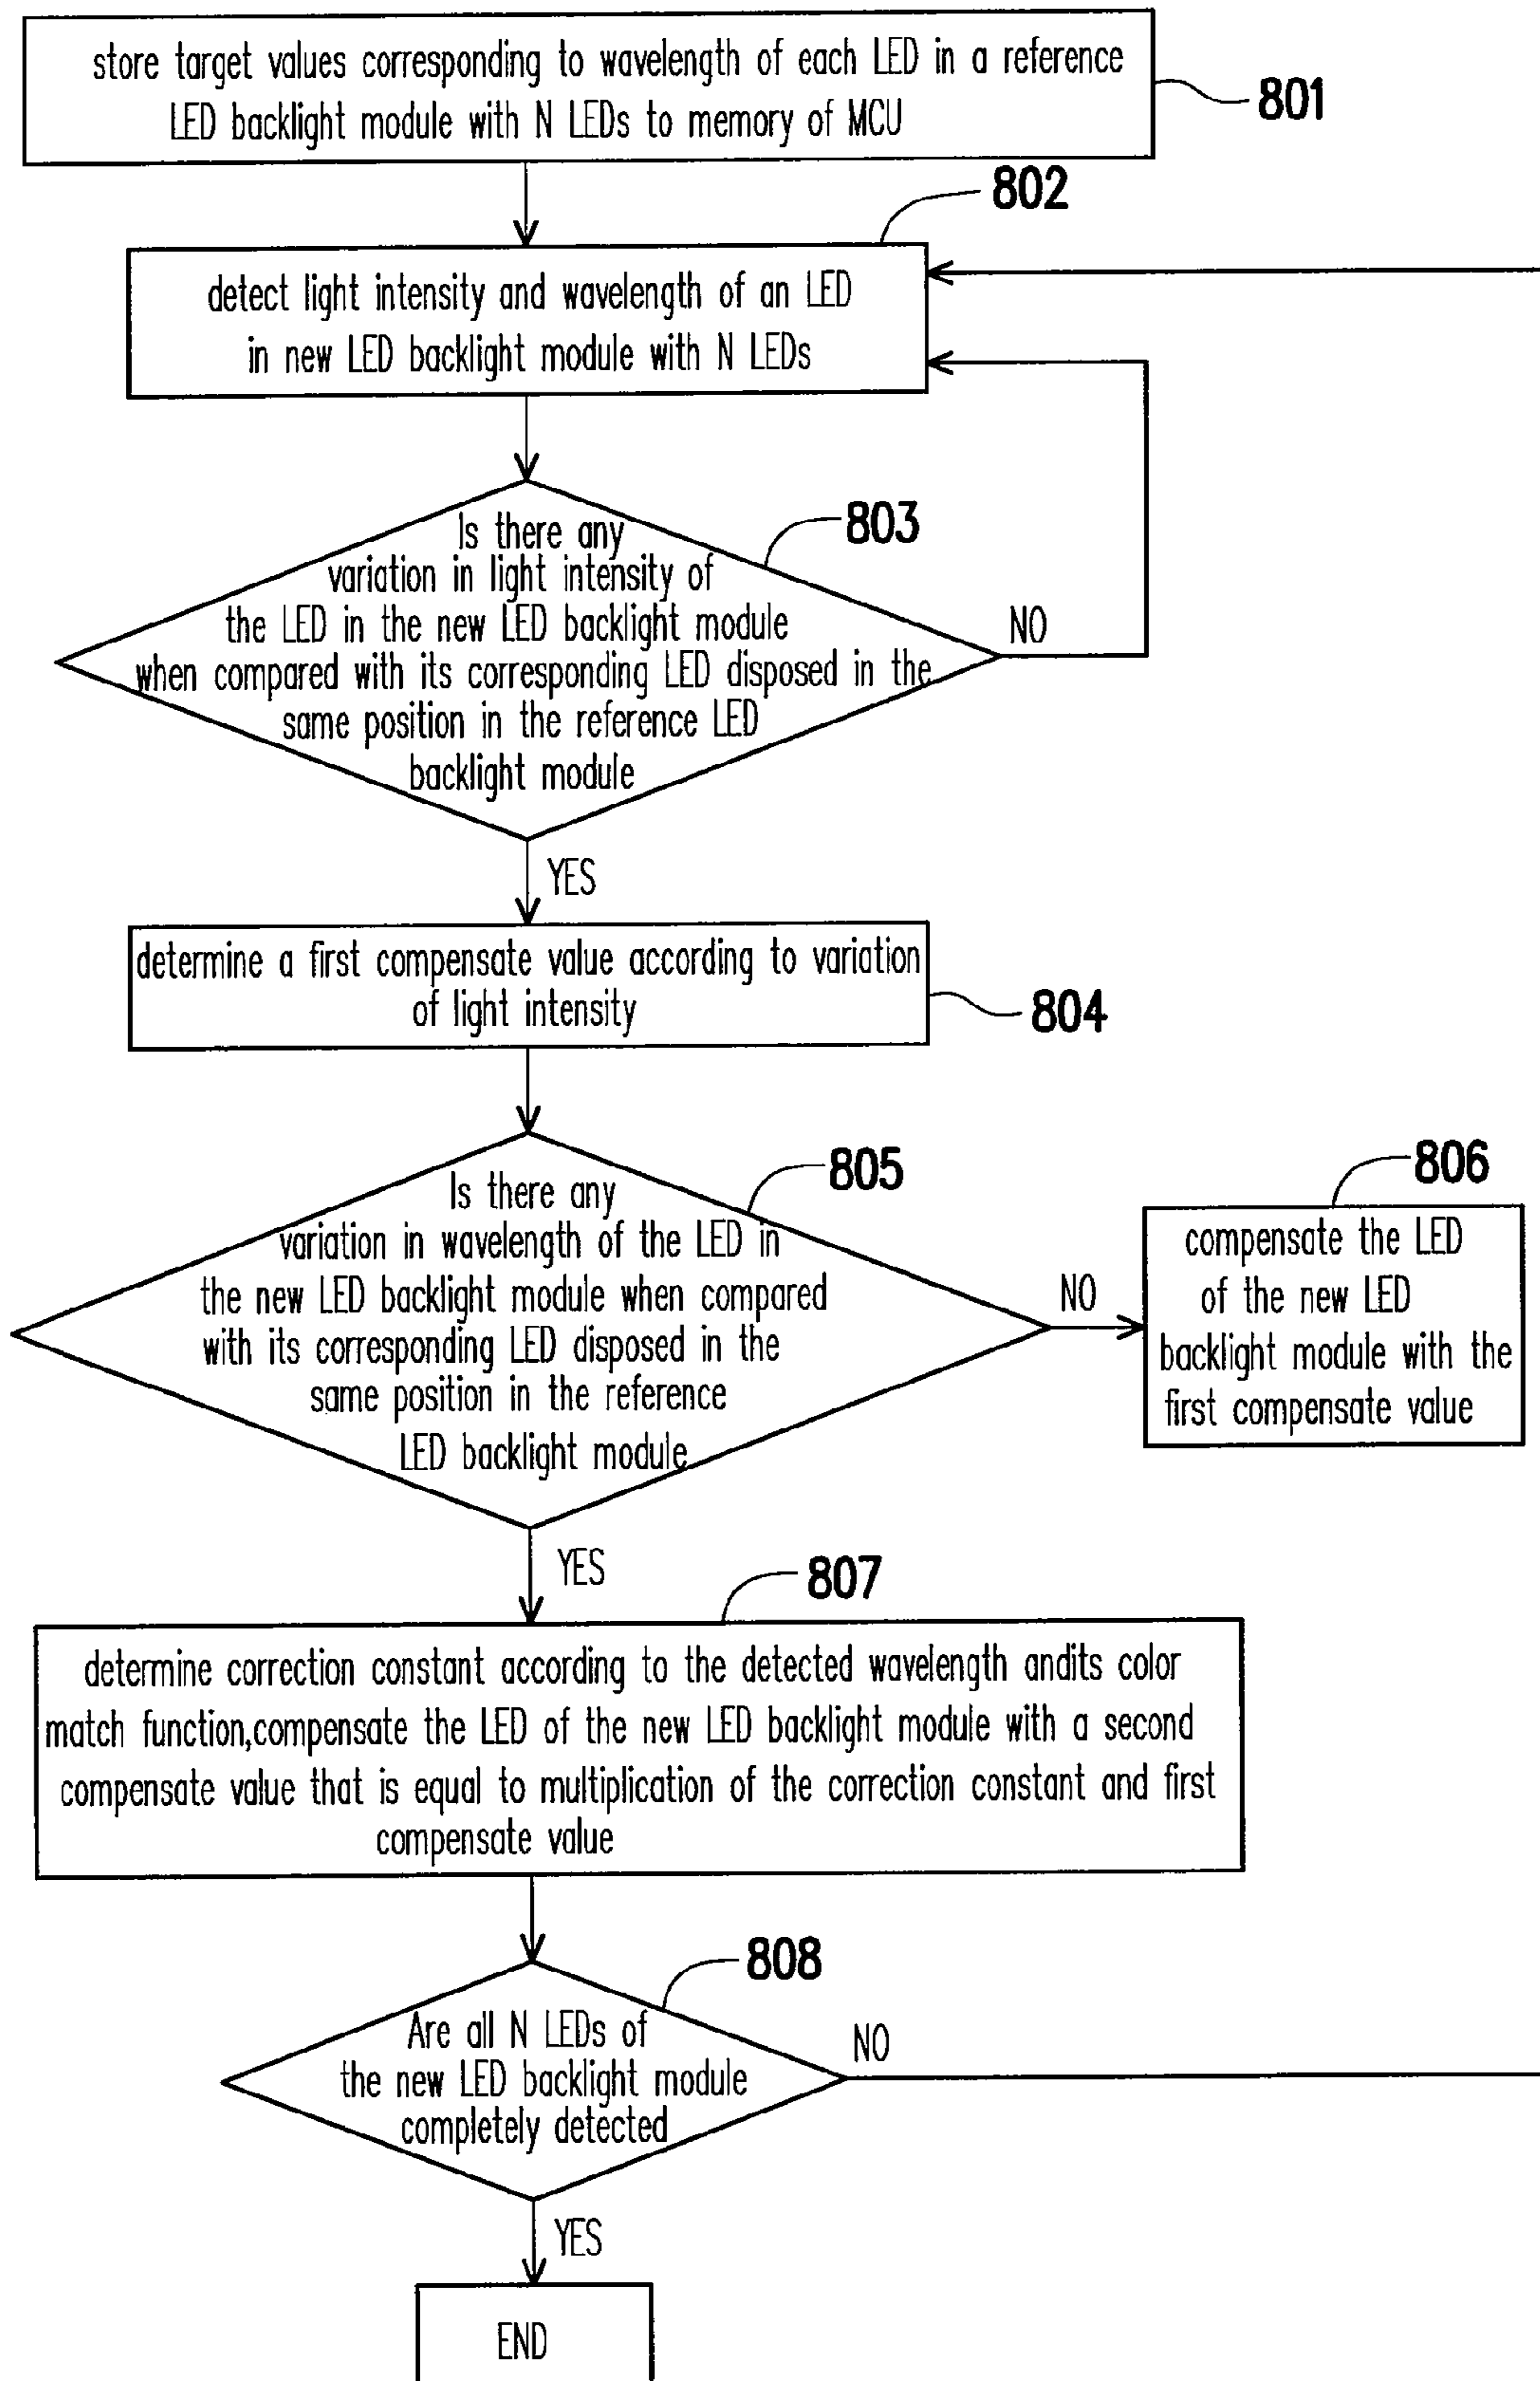 store target values corresponding to wavelength of each LED in a reference
LED backlight module with N LEDs to memory of MCU
801
802
detect light intensity and wavelength of an LED
in new LED backlight module with N LEDs
803
Is there any
variation in light intensity of
the LED in the new LED backlight module
when compared with its corresponding LED disposed in the
same position in the reference LED
backlight module
NO
YES
determine a first compensate value according to variation
of light intensity
804
805
Is there any
variation in wavelength of the LED in
the new LED backlight module when compared
with its corresponding LED disposed in the
same position in the reference
LED backlight module
NO
806
compensate the LED
of the new LED
backlight module with the
first compensate value
YES
807
determine correction constant according to the detected wavelength andits color
match function,compensate the LED of the new LED backlight module with a second
compensate value that is equal to multiplication of the correction constant and first
compensate value
808
Are all N LEDs of
the new LED backlight module
completely detected
NO
YES
END